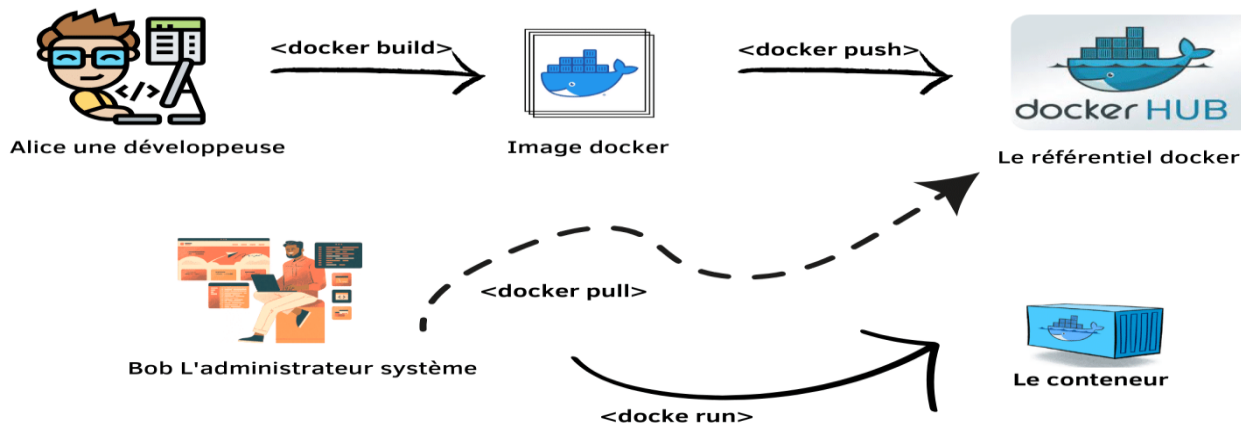 <docker build>
<docker push>
</>
docker HUB
Alice une développeuse
Image docker
Le référentiel docker
<docker pull>
Bob L'administrateur système
Le conteneur
<docke run>